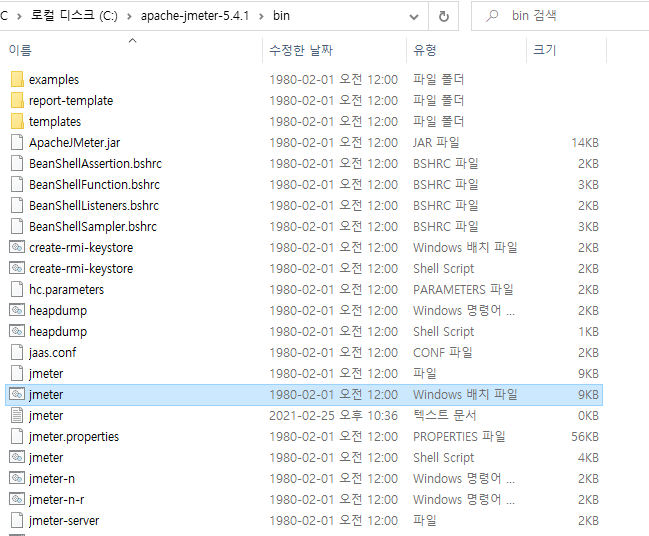 C > 로컬 디스크 (C:) > apache-jmeter-5.4.1 > bin
bin 검색
이름 수정한 날짜 유형 크기
examples 1980-02-01 오전 12:00 파일 폴더
report-template 1980-02-01 오전 12:00 파일 폴더
templates 1980-02-01 오전 12:00 파일 폴더
ApacheJMeter.jar 1980-02-01 오전 12:00 JAR 파일 14KB
BeanShellAssertion.bshrc 1980-02-01 오전 12:00 BSHRC 파일 2KB
BeanShellFunction.bshrc 1980-02-01 오전 12:00 BSHRC 파일 3KB
BeanShellListeners.bshrc 1980-02-01 오전 12:00 BSHRC 파일 2KB
BeanShellSampler.bshrc 1980-02-01 오전 12:00 BSHRC 파일 3KB
create-rmi-keystore 1980-02-01 오전 12:00 Windows 배치 파일 2KB
create-rmi-keystore 1980-02-01 오전 12:00 Shell Script 2KB
hc.parameters 1980-02-01 오전 12:00 PARAMETERS 파일 2KB
heapdump 1980-02-01 오전 12:00 Windows 명령어 ... 2KB
heapdump 1980-02-01 오전 12:00 Shell Script 1KB
jaas.conf 1980-02-01 오전 12:00 CONF 파일 2KB
jmeter 1980-02-01 오전 12:00 파일 9KB
jmeter 1980-02-01 오전 12:00 Windows 배치 파일 9KB
jmeter 2021-02-25 오후 10:36 텍스트 문서 0KB
jmeter.properties 1980-02-01 오전 12:00 PROPERTIES 파일 56KB
jmeter 1980-02-01 오전 12:00 Shell Script 4KB
jmeter-n 1980-02-01 오전 12:00 Windows 명령어 ... 2KB
jmeter-n-r 1980-02-01 오전 12:00 Windows 명령어 ... 2KB
jmeter-server 1980-02-01 오전 12:00 파일 2KB